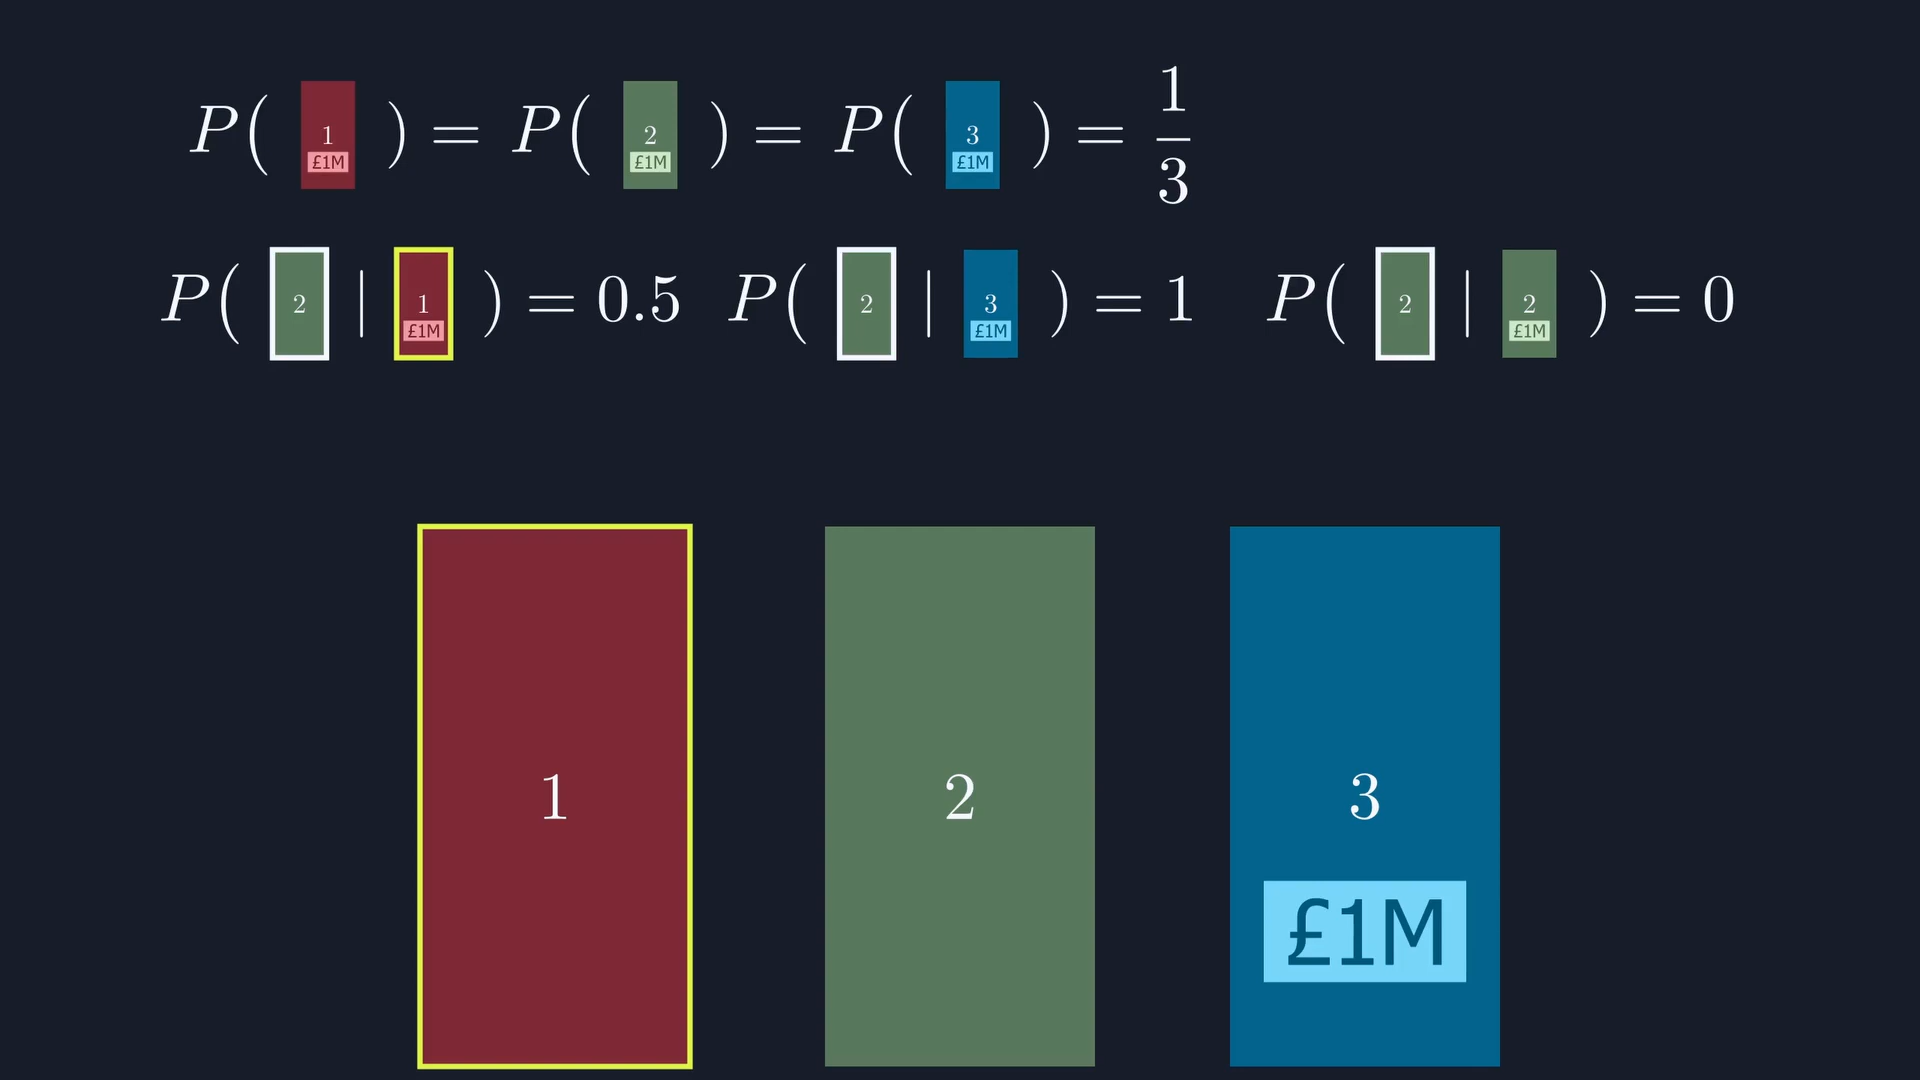 P( 1 £1M ) = P( 2 £1M ) = P( 3 £1M ) = 1/3
P( 2 | 1 £1M ) = 0.5 P( 2 | 3 £1M ) = 1 P( 2 | 2 £1M ) = 0
1 2 3
£1M